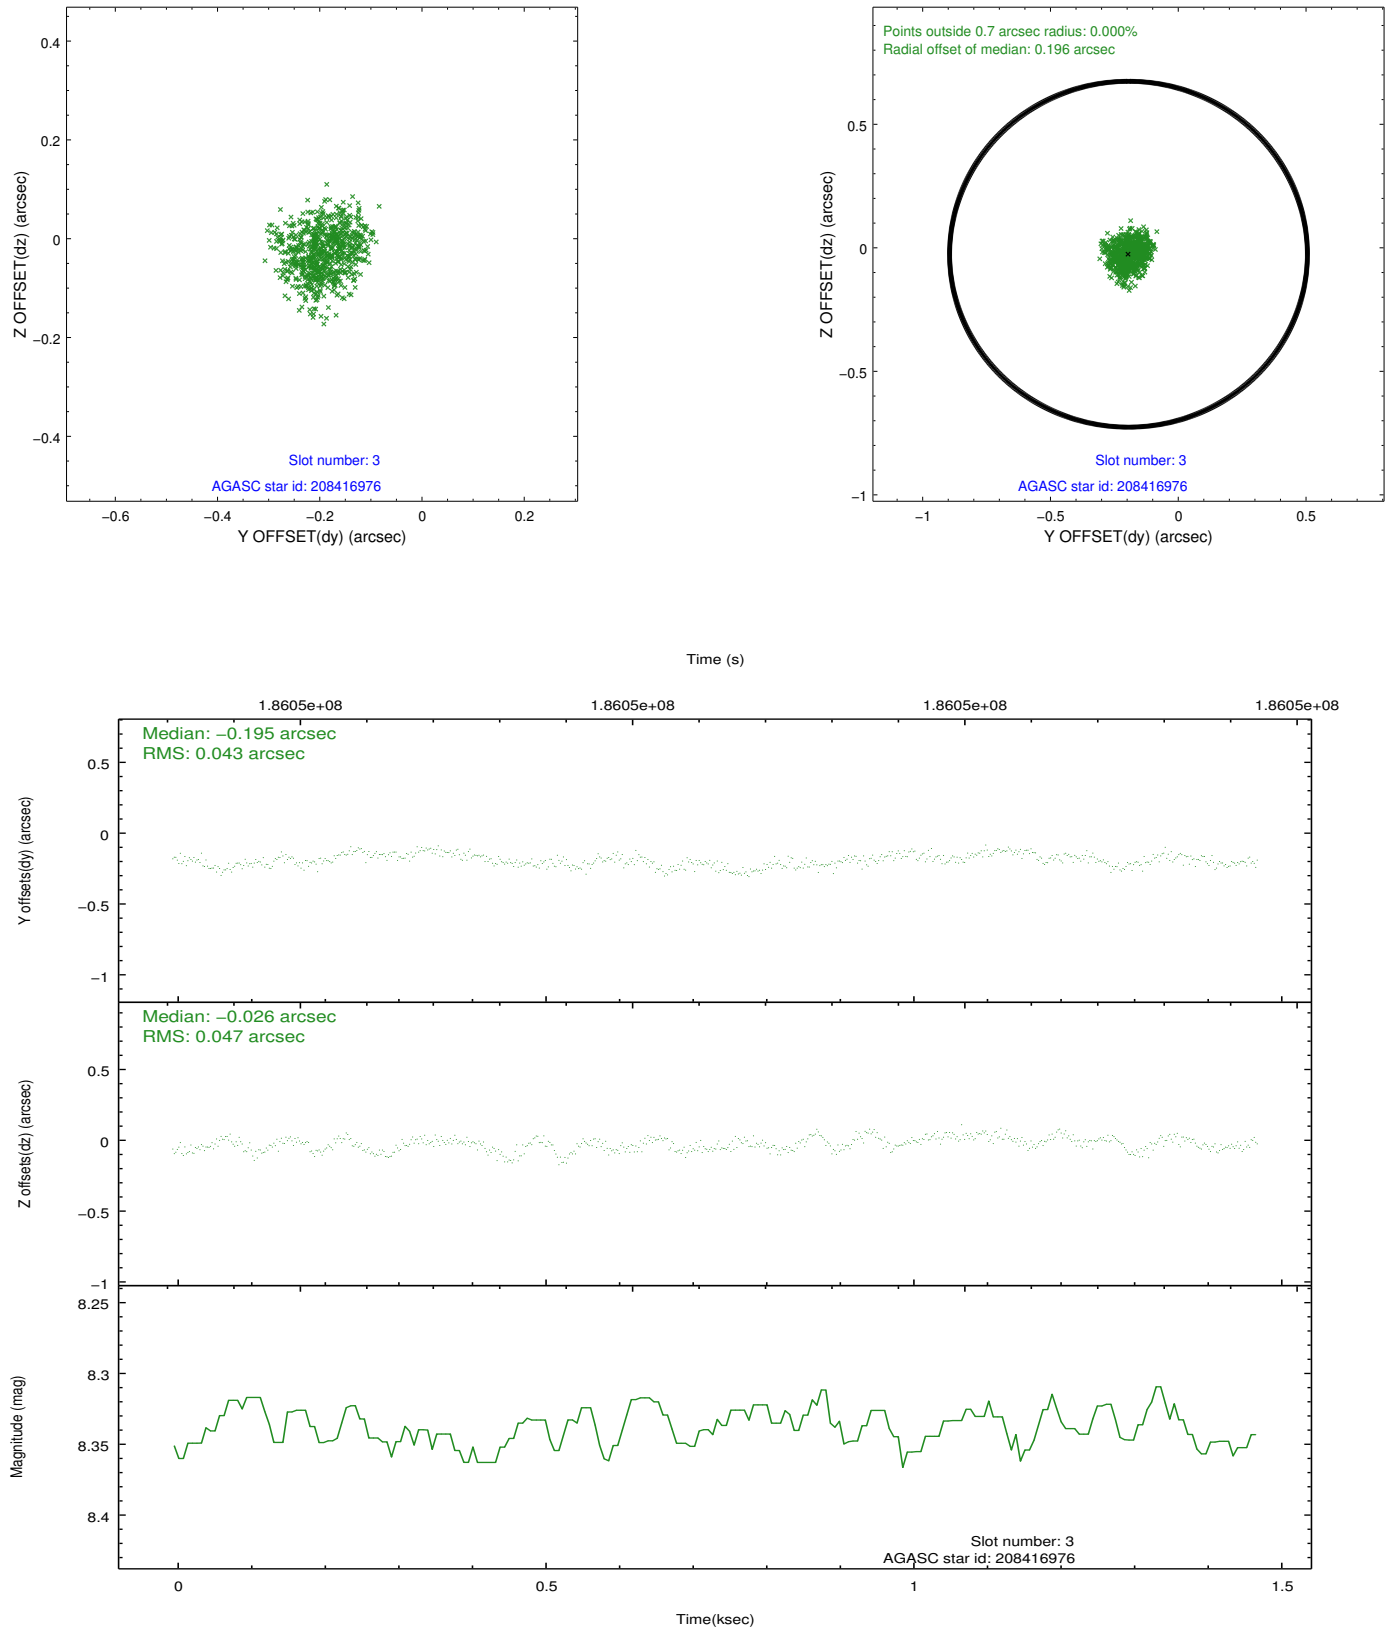 0.4
0.2
0
−0.2
−0.4
Z OFFSET(dz) (arcsec)
Slot number: 3
AGASC star id: 208416976
−0.6
−0.4
−0.2
0
0.2
Y OFFSET(dy) (arcsec)
Points outside 0.7 arcsec radius: 0.000%
Radial offset of median: 0.196 arcsec
0.5
0
−0.5
−1
Z OFFSET(dz) (arcsec)
Slot number: 3
AGASC star id: 208416976
−1
−0.5
0
0.5
Y OFFSET(dy) (arcsec)
Time (s)
1.8605e+08
1.8605e+08
1.8605e+08
1.8605e+08
Median: −0.195 arcsec
RMS: 0.043 arcsec
0.5
0
−0.5
−1
Y offsets(dy) (arcsec)
Median: −0.026 arcsec
RMS: 0.047 arcsec
0.5
0
−0.5
−1
Z offsets(dz) (arcsec)
8.25
8.3
8.35
8.4
Magnitude (mag)
Slot number: 3
AGASC star id: 208416976
0
0.5
1
1.5
Time(ksec)